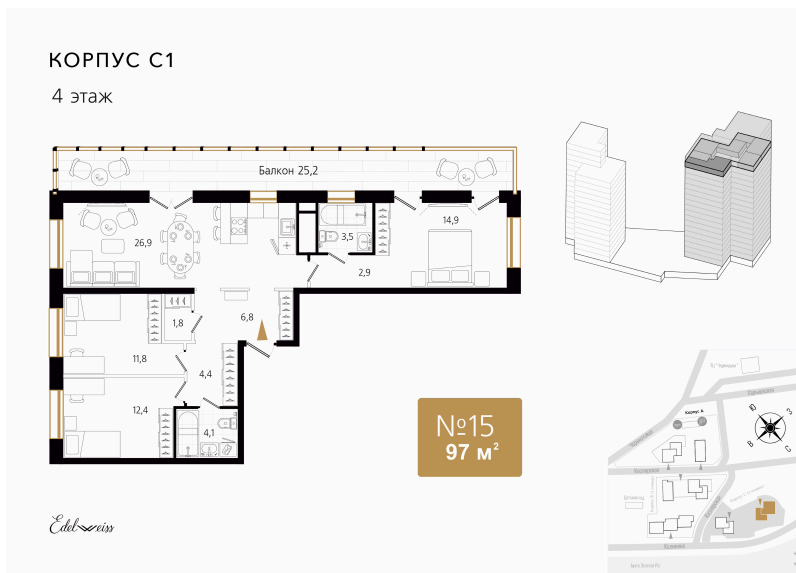 КОРПУС С1
4 этаж
Балкон 25,2
26,9
3,5
14,9
2,9
1,8
6,8
11,8
4,4
12,4
4,1
№15
97 м²
Edelweiss
Корпус А
Ю
З
В
С